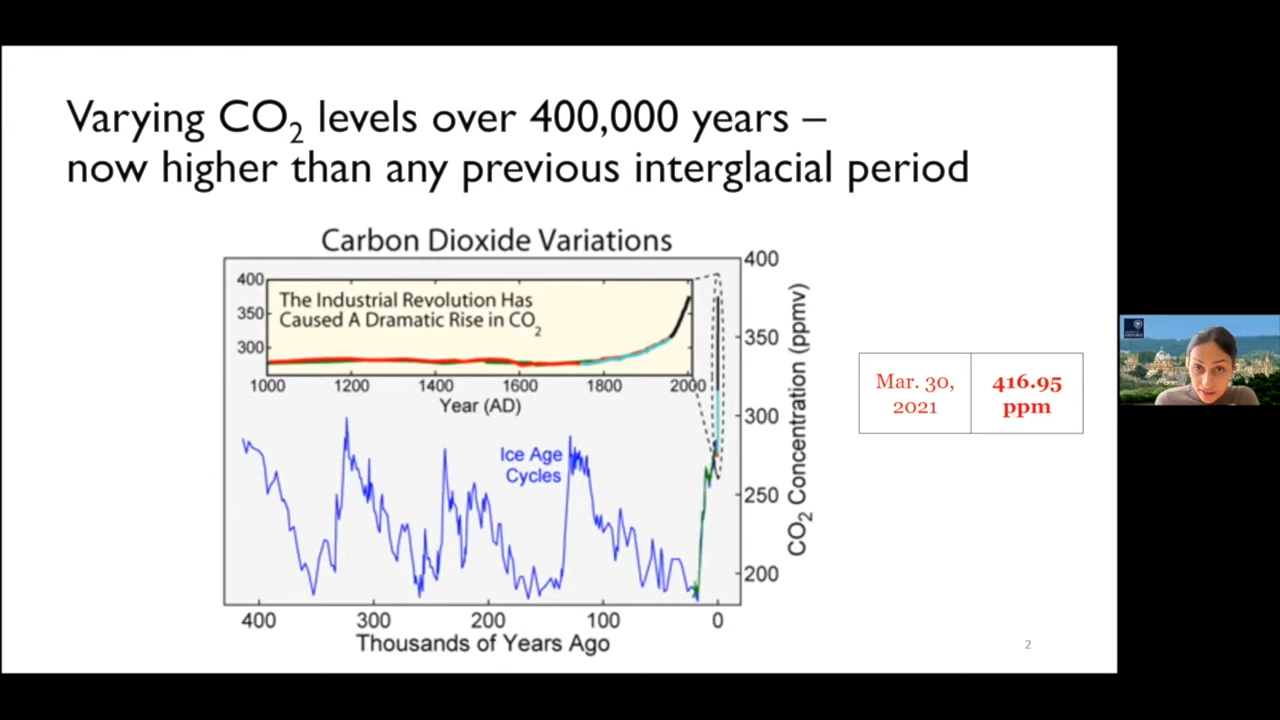 Varying CO₂ levels over 400,000 years –
now higher than any previous interglacial period
Carbon Dioxide Variations
The Industrial Revolution Has
Caused A Dramatic Rise in CO₂
400
350
300
1000 1200 1400 1600 1800 2000
Year (AD)
Ice Age
Cycles
400
350
300
250
200
CO₂ Concentration (ppmv)
400 300 200 100 0
Thousands of Years Ago
Mar. 30,
2021
416.95
ppm
2
OXFORD